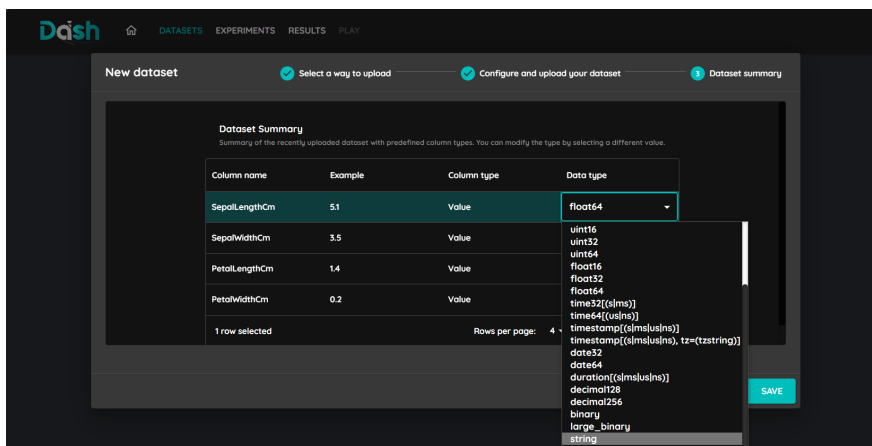 Dash
DATASETS EXPERIMENTS RESULTS PLAY
New dataset
Select a way to upload
Configure and upload your dataset
3 Dataset summary
Dataset Summary
Summary of the recently uploaded dataset with predefined column types. You can modify the type by selecting a different value.
Column name Example Column type Data type
SepalLengthCm 5.1 Value float64
SepalWidthCm 3.5 Value
PetalLengthCm 1.4 Value
PetalWidthCm 0.2 Value
1 row selected Rows per page: 4
uint16
uint32
uint64
float16
float32
float64
time32[(s|ms)]
time64[(us|ns)]
timestamp[(s|ms|us|ns)]
timestamp[(s|ms|us|ns), tz=(tzstring)]
date32
date64
duration[(s|ms|us|ns)]
decimal128
decimal256
binary
large_binary
string
SAVE